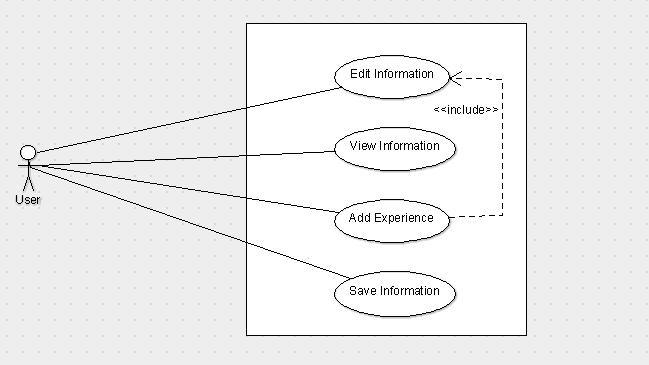 Edit Information
<<include>>
View Information
User
Add Experience
Save Information